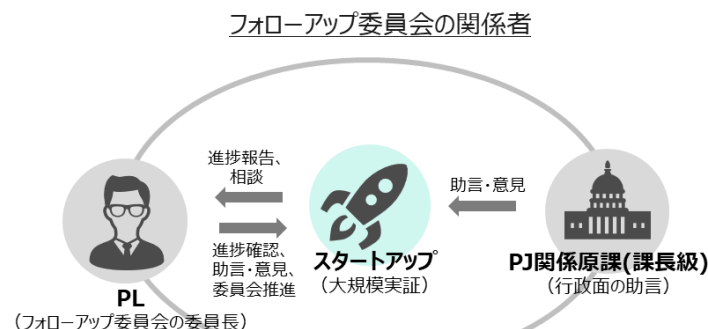 フォローアップ委員会の関係者
進捗報告、
相談
助言・意見
進捗確認、
助言・意見、
委員会推進
スタートアップ
（大規模実証）
PJ関係原課(課長級)
（行政面の助言）
PL
（フォローアップ委員会の委員長）